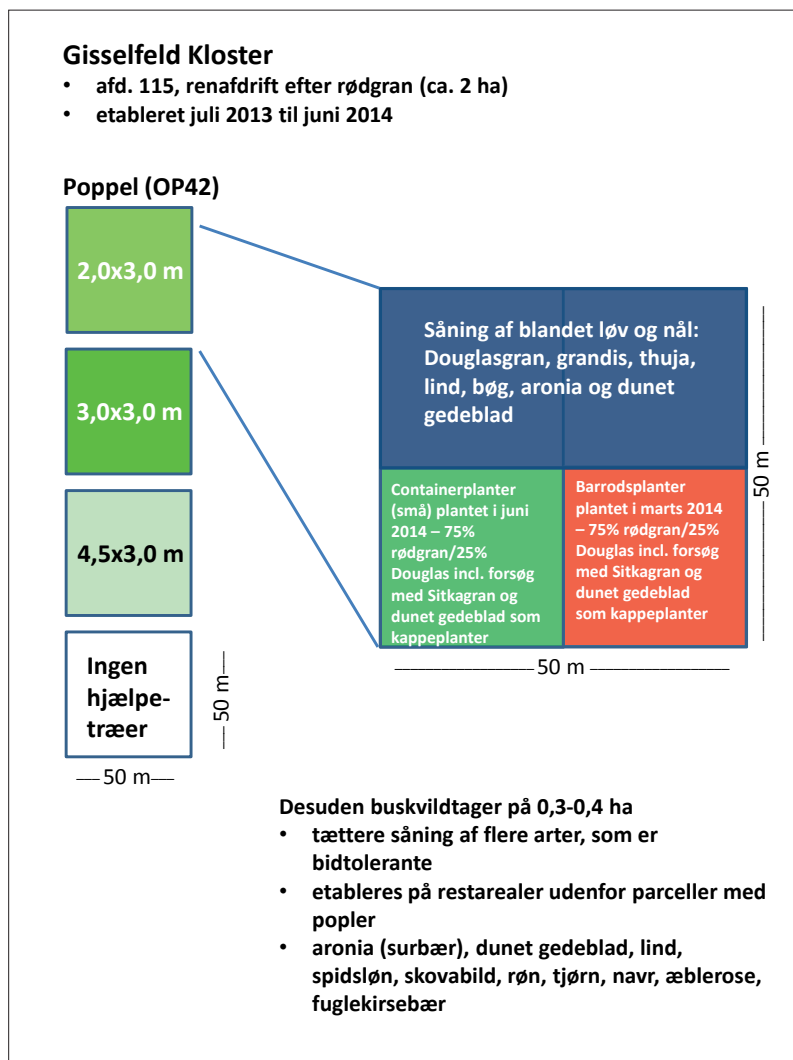 Gisselfeld Kloster
• afd. 115, renafdrift efter rødgran (ca. 2 ha)
• etableret juli 2013 til juni 2014
Poppel (OP42)
2,0x3,0 m
3,0x3,0 m
4,5x3,0 m
Ingen
hjælpe-
træer
50 m
50 m
Såning af blandet løv og nål:
Douglasgran, grandis, thuja,
lind, bøg, aronia og dunet
gedeblad
Containerplanter
(små) plantet i juni
2014 – 75%
rødgran/25%
Douglas incl. forsøg
med Sitkagran og
dunet gedeblad som
kappeplanter
Barrodsplanter
plantet i marts 2014
– 75% rødgran/25%
Douglas incl. forsøg
med Sitkagran og
dunet gedeblad
som kappeplanter
50 m
50 m
Desuden buskvildtager på 0,3-0,4 ha
• tættere såning af flere arter, som er
bidtolerante
• etableres på restarealer udenfor parceller med
popler
• aronia (surbær), dunet gedeblad, lind,
spidsløn, skovabild, røn, tjørn, navr, æblerose,
fuglekirsebær